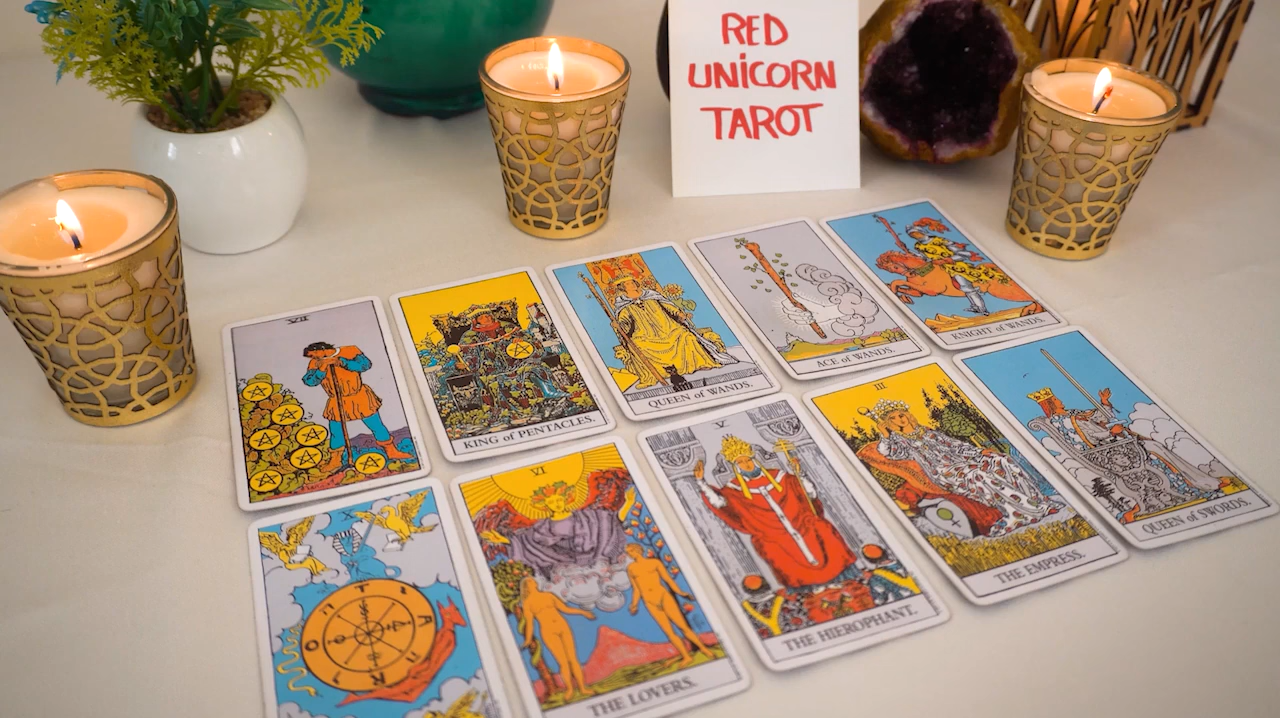 RED
UNICORN
TAROT
VII
KING of PENTACLES.
QUEEN of WANDS.
ACE of WANDS.
KNIGHT of WANDS.
VI
THE LOVERS.
V
THE HIEROPHANT.
III
THE EMPRESS.
QUEEN of SWORDS.